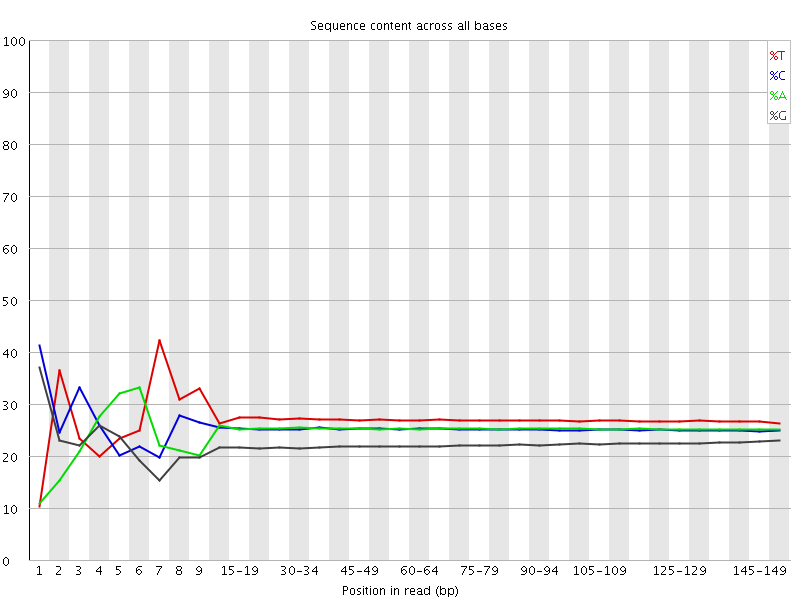 Sequence content across all bases
100
90
80
70
60
50
40
30
20
10
0
%T
%C
%A
%G
1 2 3 4 5 6 7 8 9 15-19 30-34 45-49 60-64 75-79 90-94 105-109 125-129 145-149
Position in read (bp)